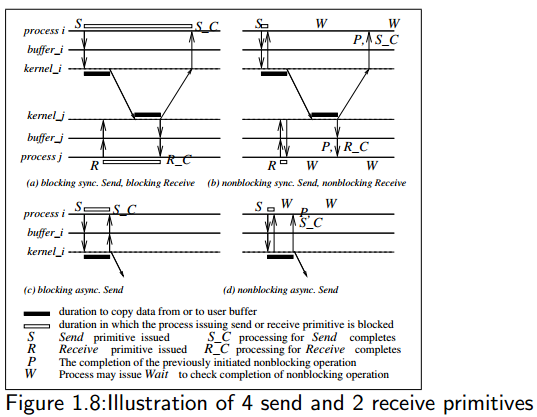 S S_C S W W
process i P, S_C
buffer_i
kernel_i
kernel_j
buffer_j
process j P, R_C
R R_C R W W
(a) blocking sync. Send, blocking Receive (b) nonblocking sync. Send, nonblocking Receive
S S_C S W W
process i P,
buffer_i S_C
kernel_i
(c) blocking async. Send (d) nonblocking async. Send
duration to copy data from or to user buffer
duration in which the process issuing send or receive primitive is blocked
S Send primitive issued S_C processing for Send completes
R Receive primitive issued R_C processing for Receive completes
P The completion of the previously initiated nonblocking operation
W Process may issue Wait to check completion of nonblocking operation
Figure 1.8:Illustration of 4 send and 2 receive primitives